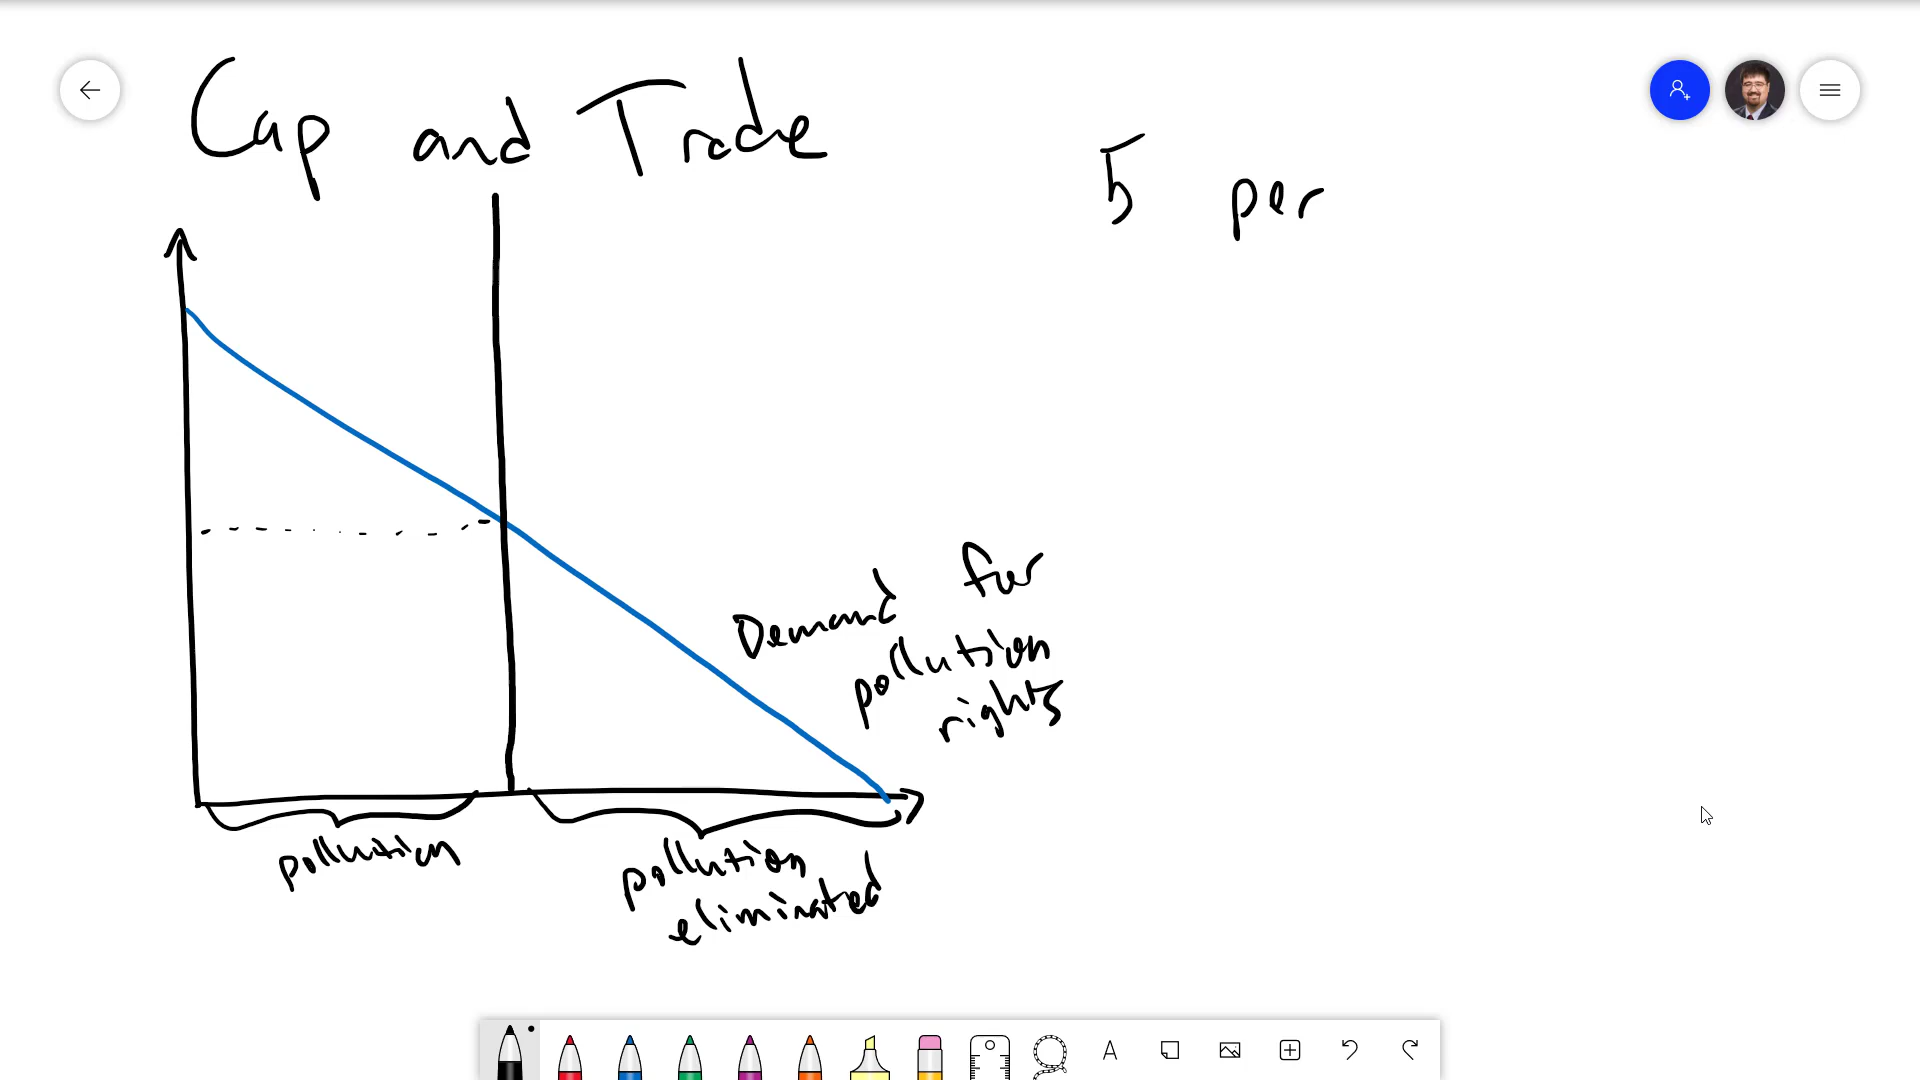 Cap and Trade
5 per
Demand for
pollution
rights
pollution
pollution
eliminated
A